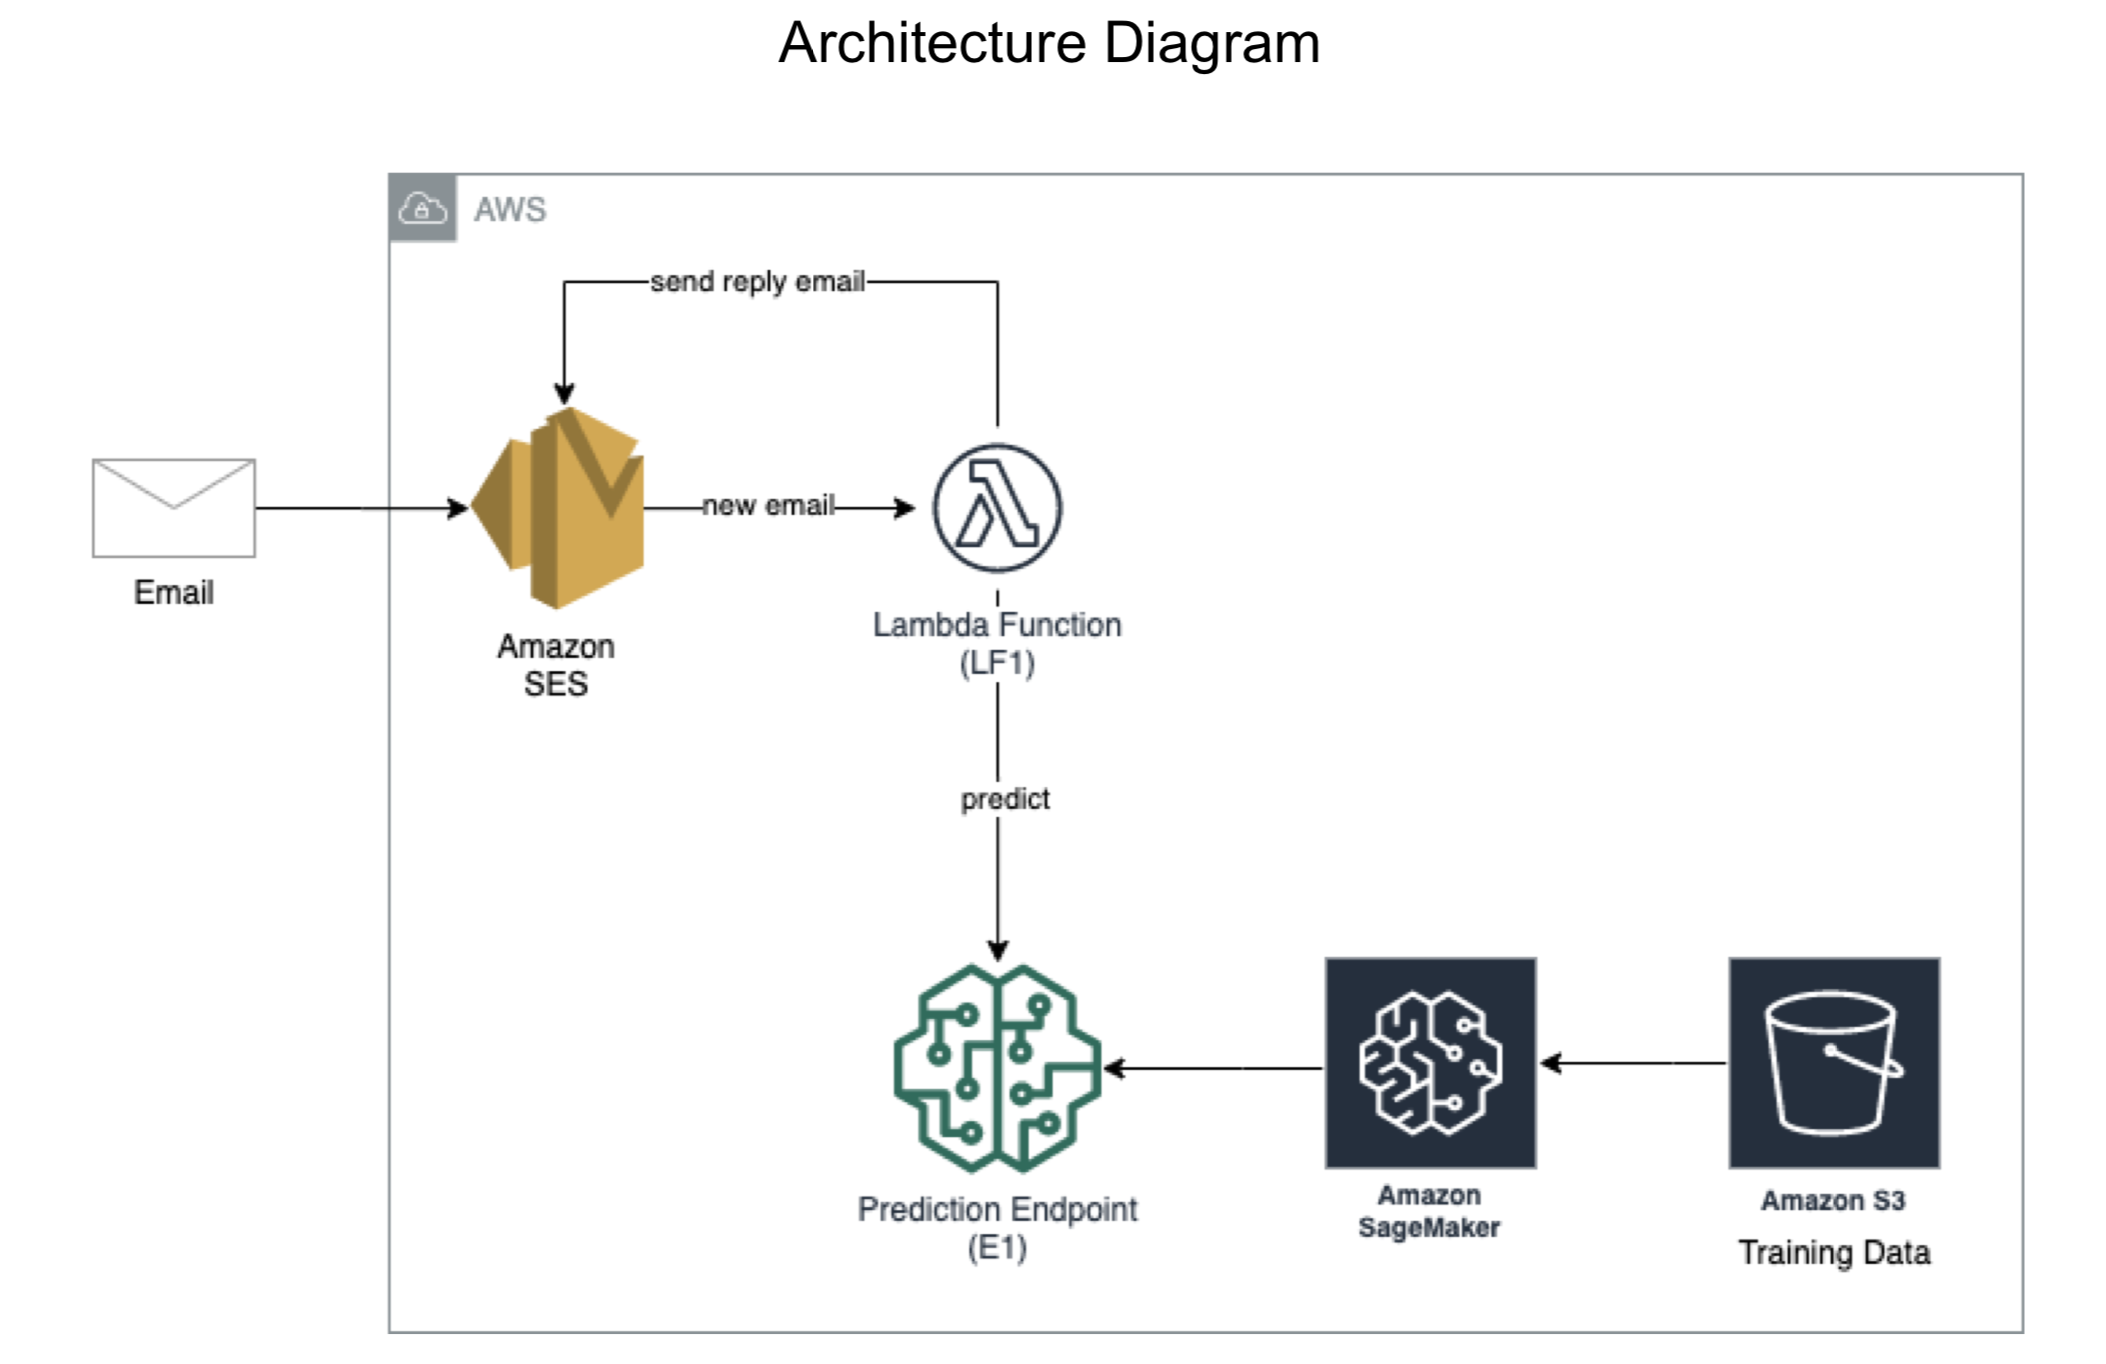 Architecture Diagram
AWS
send reply email
new email
Email
Amazon
SES
Lambda Function
(LF1)
predict
Prediction Endpoint
(E1)
Amazon
SageMaker
Amazon S3
Training Data